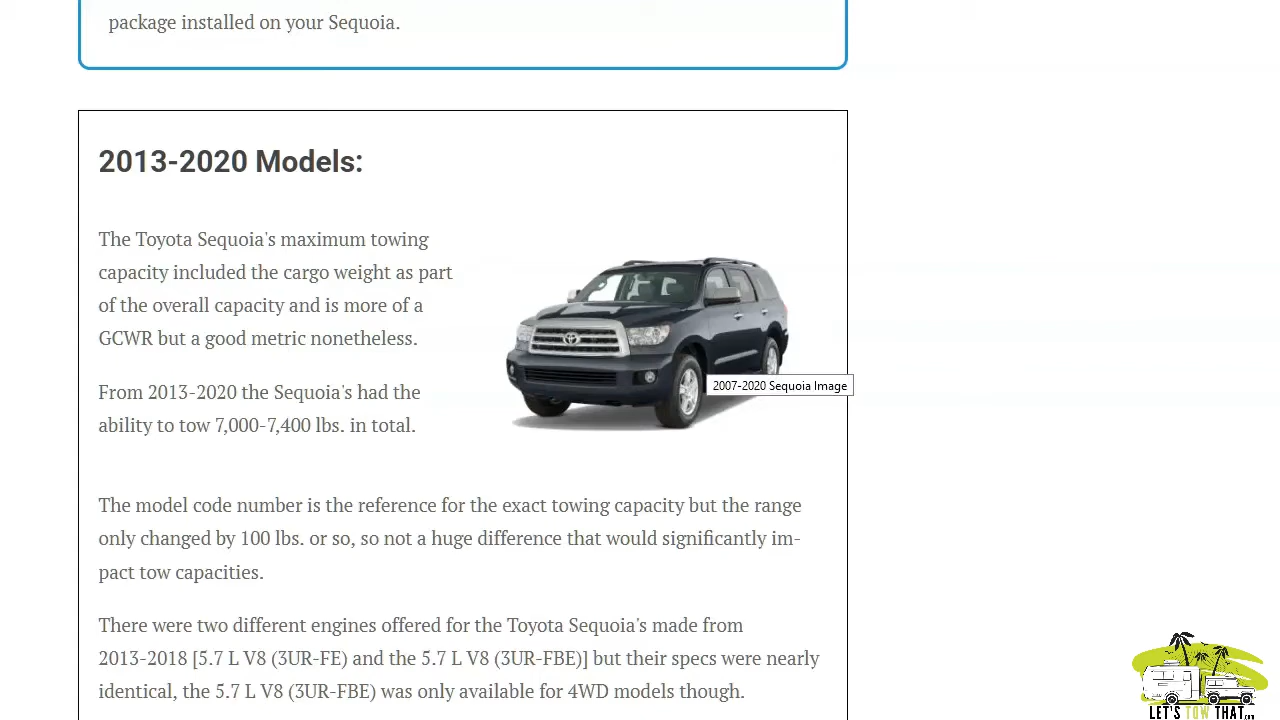 package installed on your Sequoia.
2013-2020 Models:
The Toyota Sequoia's maximum towing
capacity included the cargo weight as part
of the overall capacity and is more of a
GCWR but a good metric nonetheless.
From 2013-2020 the Sequoia's had the
ability to tow 7,000-7,400 lbs. in total.
2007-2020 Sequoia Image
The model code number is the reference for the exact towing capacity but the range
only changed by 100 lbs. or so, so not a huge difference that would significantly im-
pact tow capacities.
There were two different engines offered for the Toyota Sequoia's made from
2013-2018 [5.7 L V8 (3UR-FE) and the 5.7 L V8 (3UR-FBE)] but their specs were nearly
identical, the 5.7 L V8 (3UR-FBE) was only available for 4WD models though.
LET'S TOW THAT.com